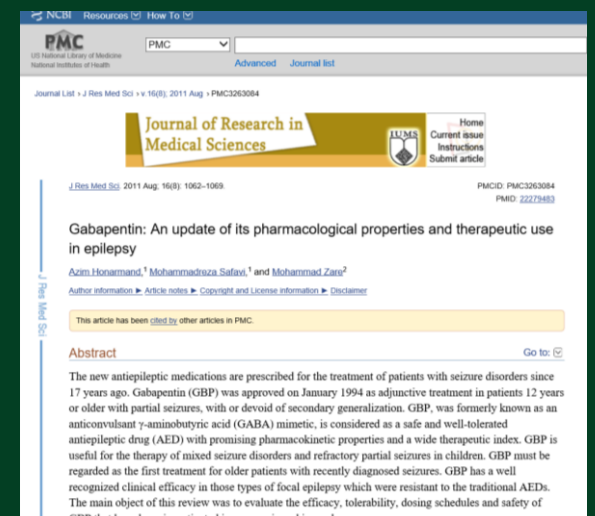 NCBI Resources How To
PMC
US National Library of Medicine
National Institutes of Health
PMC
Advanced Journal list
Journal List › J Res Med Sci › v.16(8); 2011 Aug › PMC3263084
Journal of Research in
Medical Sciences
IUMS
Home
Current issue
Instructions
Submit article
J Res Med Sci. 2011 Aug; 16(8): 1062–1069.
PMCID: PMC3263084
PMID: 22279483
Gabapentin: An update of its pharmacological properties and therapeutic use
in epilepsy
Azim Honarmand,1 Mohammadreza Safavi,1 and Mohammad Zare2
Author information ► Article notes ► Copyright and License information ► Disclaimer
J Res Med Sci
This article has been cited by other articles in PMC.
Abstract
Go to:
The new antiepileptic medications are prescribed for the treatment of patients with seizure disorders since
17 years ago. Gabapentin (GBP) was approved on January 1994 as adjunctive treatment in patients 12 years
or older with partial seizures, with or devoid of secondary generalization. GBP, was formerly known as an
anticonvulsant γ-aminobutyric acid (GABA) mimetic, is considered as a safe and well-tolerated
antiepileptic drug (AED) with promising pharmacokinetic properties and a wide therapeutic index. GBP is
useful for the therapy of mixed seizure disorders and refractory partial seizures in children. GBP must be
regarded as the first treatment for older patients with recently diagnosed seizures. GBP has a well
recognized clinical efficacy in those types of focal epilepsy which were resistant to the traditional AEDs.
The main object of this review was to evaluate the efficacy, tolerability, dosing schedules and safety of